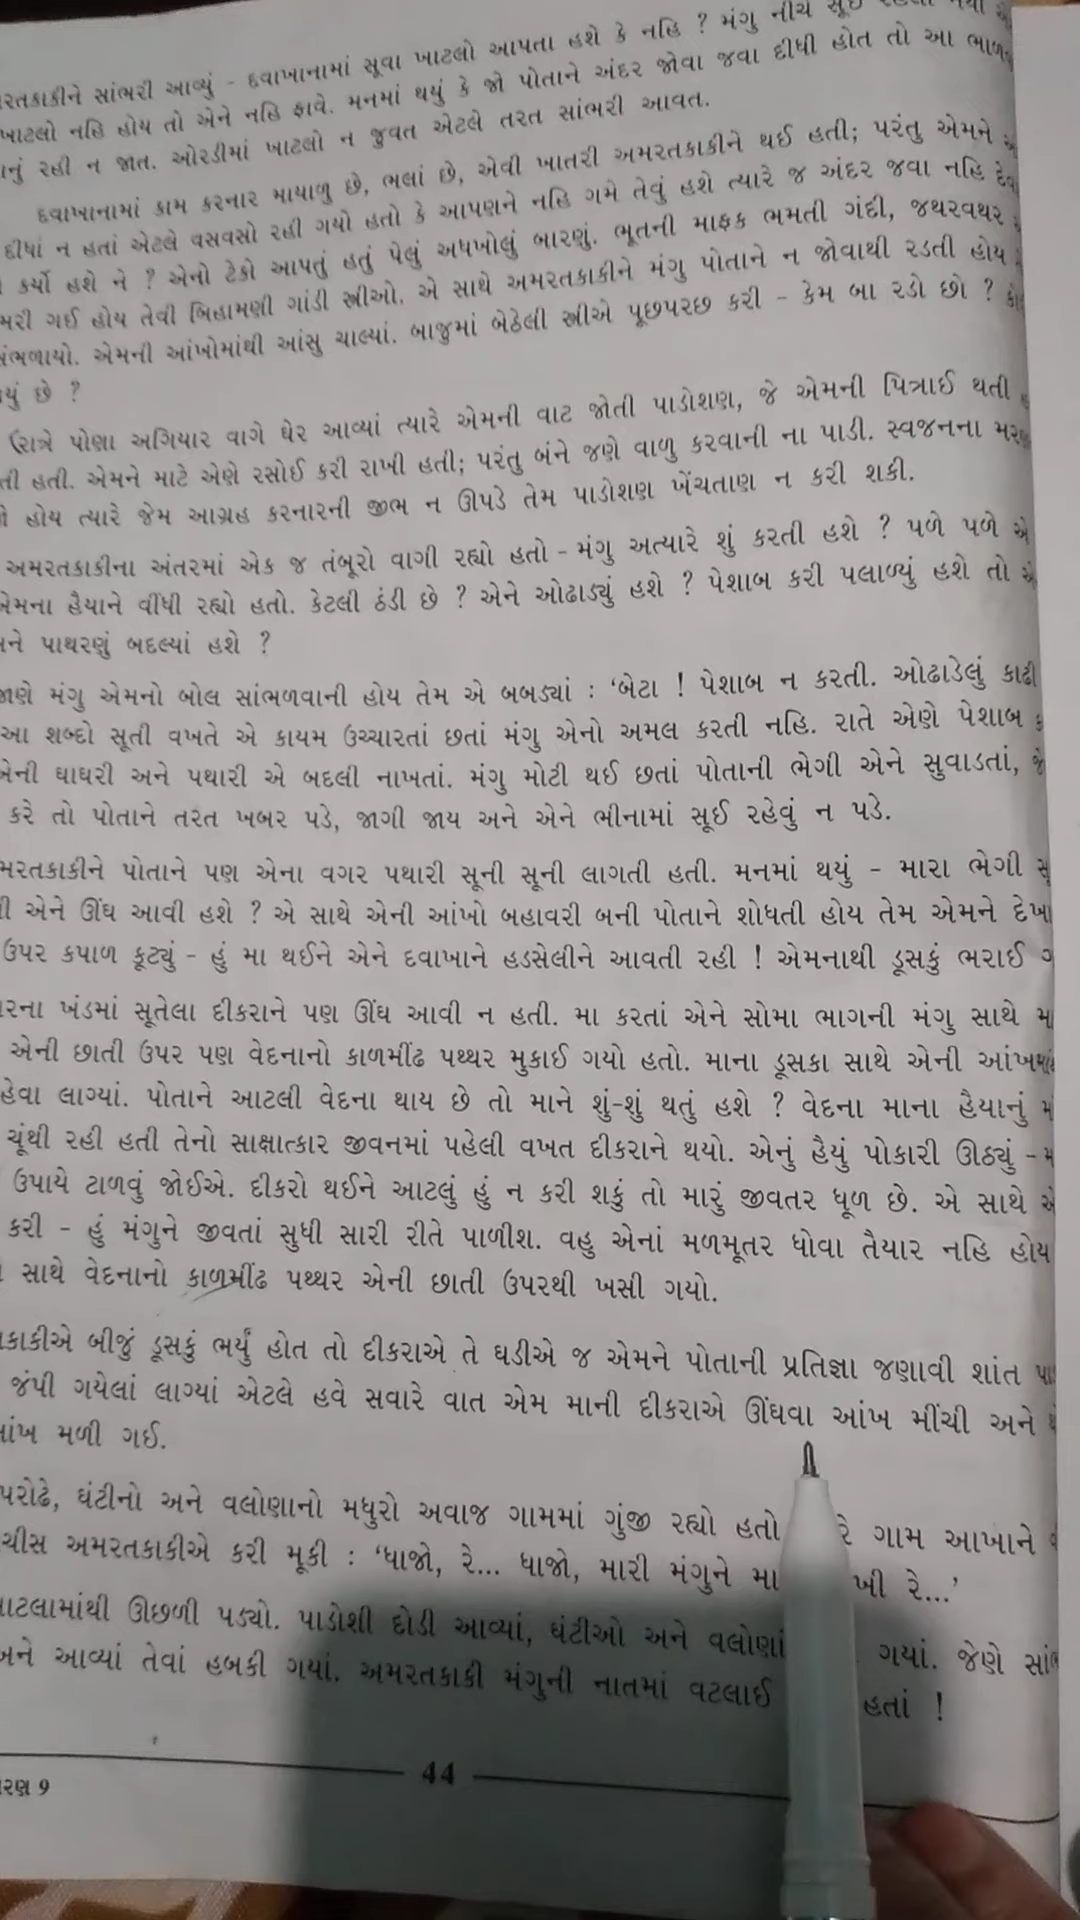 સાંભરી આવ્યું - દવાખાનામાં સૂવા ખાટલો આપતા હશે કે નહિ ? મંગુ નીચે સૂઈ
ખાટલો નહિ હોય તો એને નહિ ફાવે. મનમાં થયું કે જો પોતાને અંદર જોવા જવા દીધી હોત તો આ
રહી ન જાત. ઓરડીમાં ખાટલો ન જુવત એટલે તરત સાંભરી આવત.
દવાખાનામાં કામ કરનાર માયાળુ છે, ભલાં છે, એવી ખાતરી અમરતકાકીને થઈ હતી; પરંતુ એમને
દીધાં ન હતાં એટલે વસવસો રહી ગયો હતો કે આપણને નહિ ગમે તેવું હશે ત્યારે જ અંદર જવા નહિ
કર્યો હશે ને ? એનો ટેકો આપતું હતું પેલું અધખોલું બારણું. ભૂતની માફક ભમતી ગંદી, જથરવથર
મરી ગઈ હોય તેવી બિહામણી ગાંડી સ્ત્રીઓ. એ સાથે અમરતકાકીને મંગુ પોતાને ન જોવાથી રડતી હોય
એમની આંખોમાંથી આંસુ ચાલ્યાં. બાજુમાં બેઠેલી સ્ત્રીએ પૂછપરછ કરી - કેમ બા રડો છો ?
છે ?
રાત્રે પોણા અગિયાર વાગે ઘેર આવ્યાં ત્યારે એમની વાટ જોતી પાડોશણ, જે એમની પિત્રાઈ થતી
હતી. એમને માટે એણે રસોઈ કરી રાખી હતી; પરંતુ બંને જણે વાળુ કરવાની ના પાડી. સ્વજનના
હોય ત્યારે જેમ આગ્રહ કરનારની જીભ ન ઊપડે તેમ પાડોશણ ખેંચતાણ ન કરી શકી.
અમરતકાકીના અંતરમાં એક જ તંબૂરો વાગી રહ્યો હતો - મંગુ અત્યારે શું કરતી હશે ? પળે પળે એ
એમના હૈયાને વીંધી રહ્યો હતો. કેટલી ઠંડી છે ? એને ઓઢાડ્યું હશે ? પેશાબ કરી પલાળ્યું હશે તો
પાથરણું બદલ્યાં હશે ?
જાણે મંગુ એમનો બોલ સાંભળવાની હોય તેમ એ બબડ્યાં : ‘બેટા ! પેશાબ ન કરતી. ઓઢાડેલું કાઢી
આ શબ્દો સૂતી વખતે એ કાયમ ઉચ્ચારતાં છતાં મંગુ એનો અમલ કરતી નહિ. રાતે એણે પેશાબ
એની ઘાઘરી અને પથારી એ બદલી નાખતાં. મંગુ મોટી થઈ છતાં પોતાની ભેગી એને સુવાડતાં,
કરે તો પોતાને તરત ખબર પડે, જાગી જાય અને એને ભીનામાં સૂઈ રહેવું ન પડે.
પોતાને પણ એના વગર પથારી સૂની સૂની લાગતી હતી. મનમાં થયું - મારા ભેગી
એને ઊંઘ આવી હશે ? એ સાથે એની આંખો બહાવરી બની પોતાને શોધતી હોય તેમ એમને
ઉપર કપાળ કૂટ્યું - હું મા થઈને એને દવાખાને હડસેલીને આવતી રહી ! એમનાથી ડૂસકું ભરાઈ
ખંડમાં સૂતેલા દીકરાને પણ ઊંઘ આવી ન હતી. મા કરતાં એને સોમા ભાગની મંગુ સાથે
એની છાતી ઉપર પણ વેદનાનો કાળમીંઢ પથ્થર મુકાઈ ગયો હતો. માના ડૂસકા સાથે એની
લાગ્યાં. પોતાને આટલી વેદના થાય છે તો માને શું-શું થતું હશે ? વેદના માના હૈયાનું
ચૂંથી રહી હતી તેનો સાક્ષાત્કાર જીવનમાં પહેલી વખત દીકરાને થયો. એનું હૈયું પોકારી ઊઠ્યું -
ઉપાયે ટાળવું જોઈએ. દીકરો થઈને આટલું હું ન કરી શકું તો મારું જીવતર ધૂળ છે. એ સાથે
કરી - હું મંગુને જીવતાં સુધી સારી રીતે પાળીશ. વહુ એનાં મળમૂતર ધોવા તૈયાર નહિ હોય
સાથે વેદનાનો કાળમીંઢ પથ્થર એની છાતી ઉપરથી ખસી ગયો.
બીજું ડૂસકું ભર્યું હોત તો દીકરાએ તે ઘડીએ જ એમને પોતાની પ્રતિજ્ઞા જણાવી શાંત
જંપી ગયેલાં લાગ્યાં એટલે હવે સવારે વાત એમ માની દીકરાએ ઊંઘવા આંખ મીંચી અને
મળી ગઈ.
પરોઢે, ઘંટીનો અને વલોણાનો મધુરો અવાજ ગામમાં ગુંજી રહ્યો હતો ગામ આખાને
ચીસ અમરતકાકીએ કરી મૂકી : ‘ધાજો, રે... ધાજો, મારી મંગુને રે...’
ઊછળી પડ્યો. પાડોશી દોડી આવ્યાં, ઘંટીઓ અને ગયાં. જેણે
આવ્યાં તેવાં હબકી ગયાં. અમરતકાકી મંગુની નાતમાં વટલાઈ હતાં !
44
9